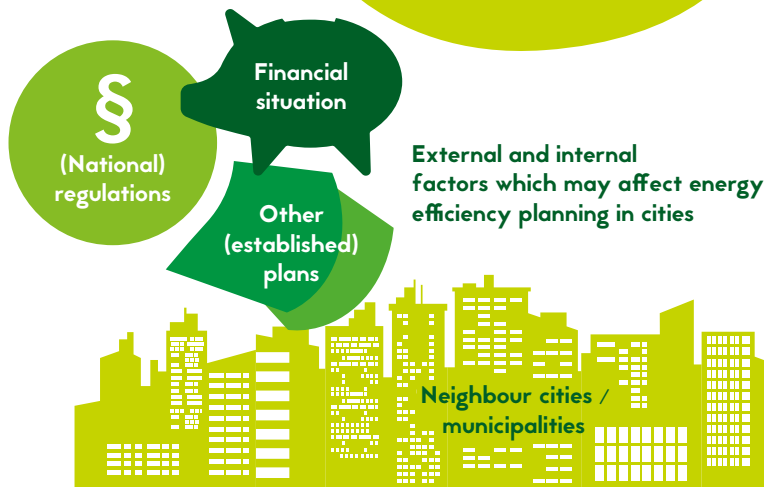 Financial
situation
§
(National)
regulations
External and internal
factors which may affect energy
efficiency planning in cities
Other
(established)
plans
Neighbour cities /
municipalities